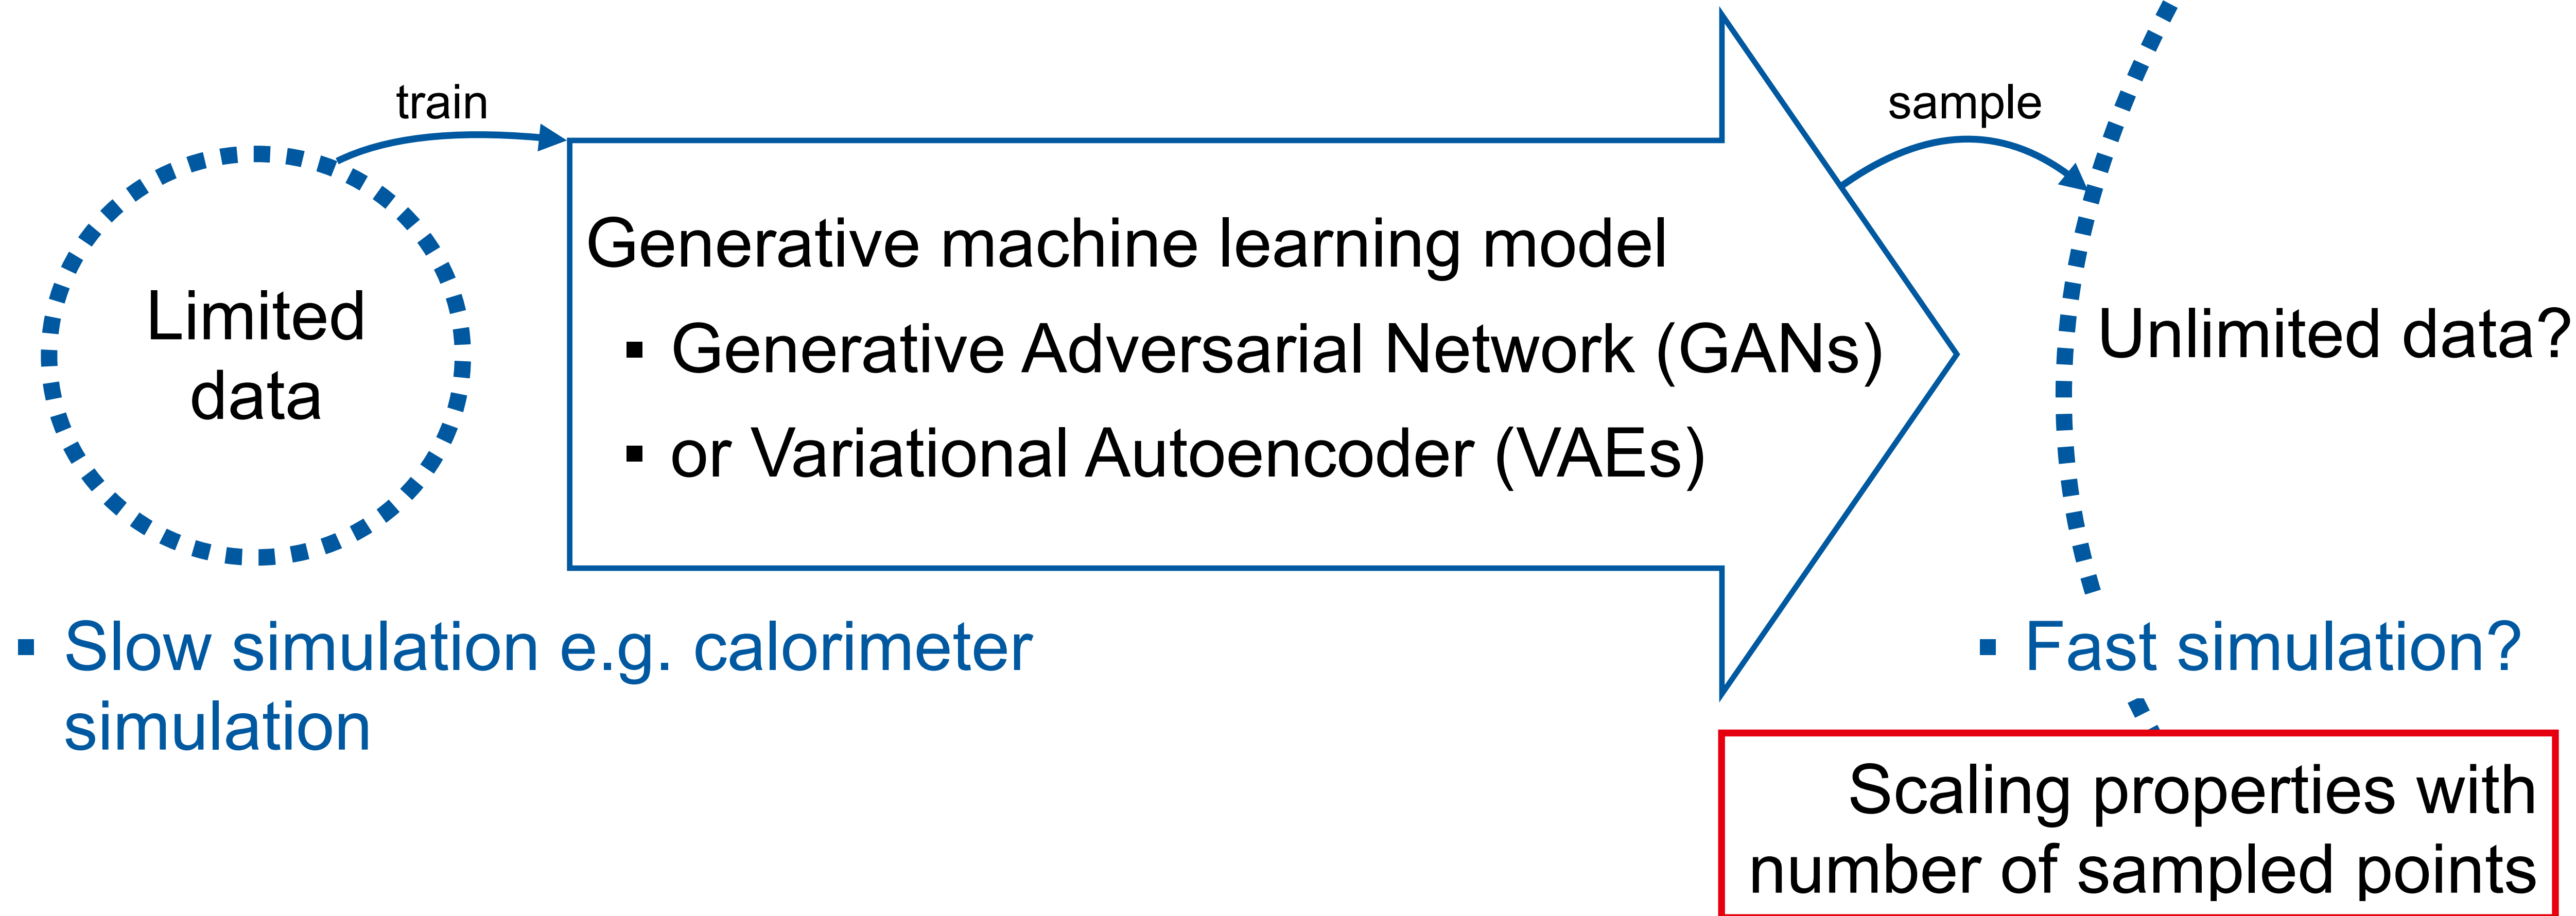 train
sample
Limited
data
Generative machine learning model
▪ Generative Adversarial Network (GANs)
▪ or Variational Autoencoder (VAEs)
Unlimited data?
▪ Slow simulation e.g. calorimeter
simulation
▪ Fast simulation?
Scaling properties with
number of sampled points